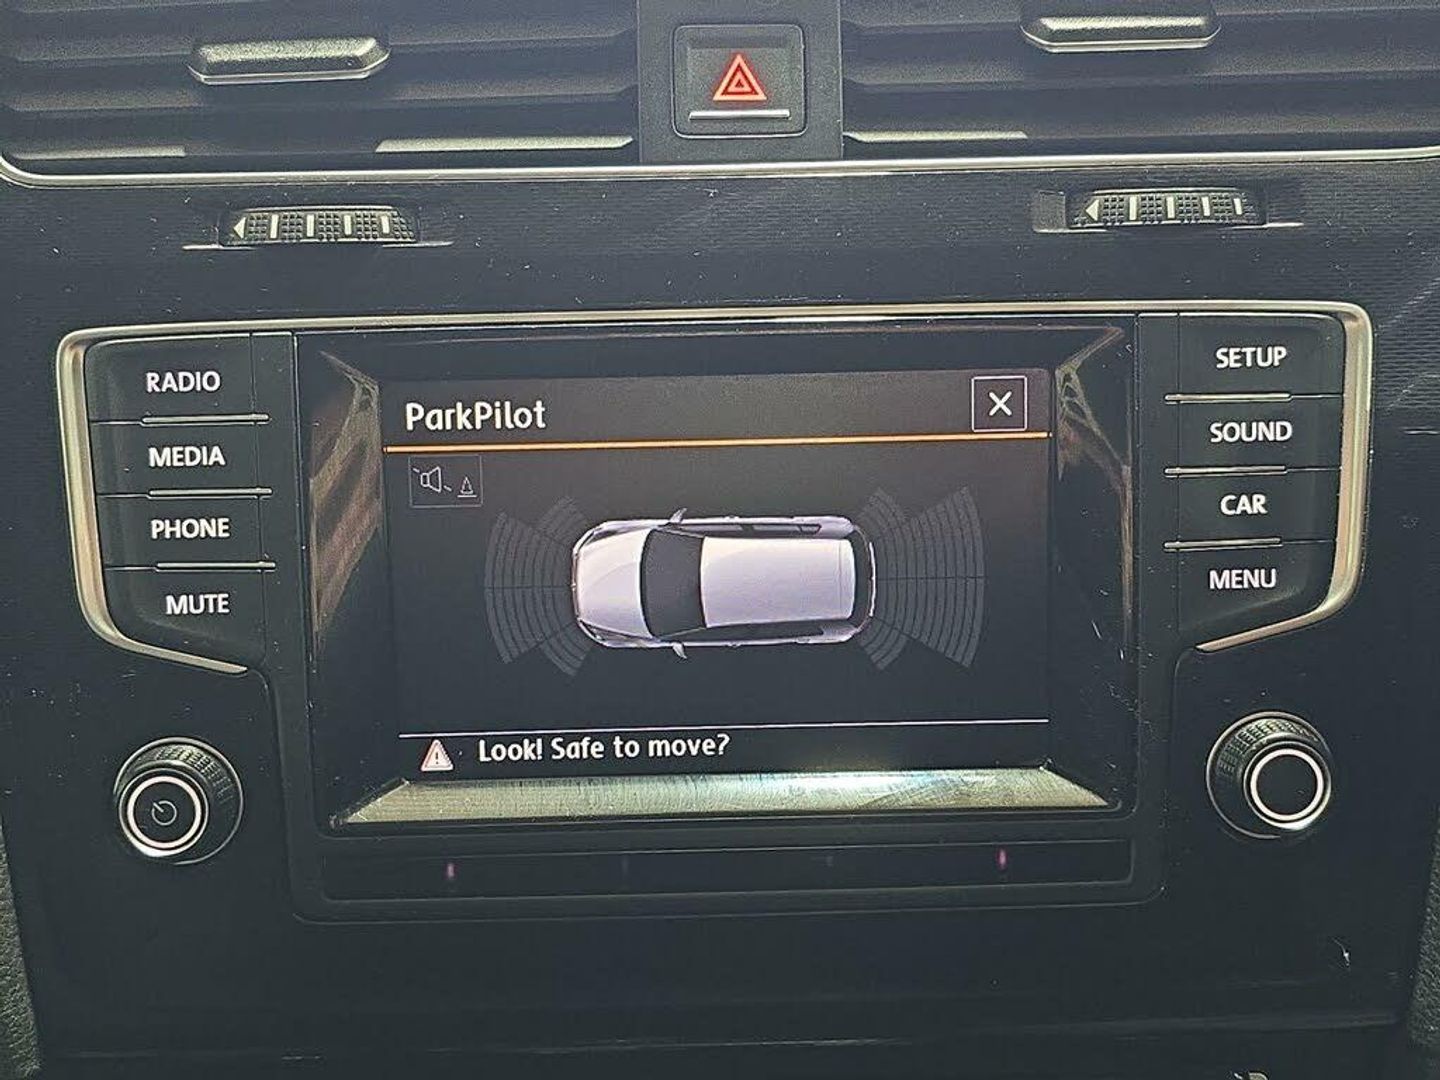 RADIO
MEDIA
PHONE
MUTE
ParkPilot
Look! Safe to move?
SETUP
SOUND
CAR
MENU